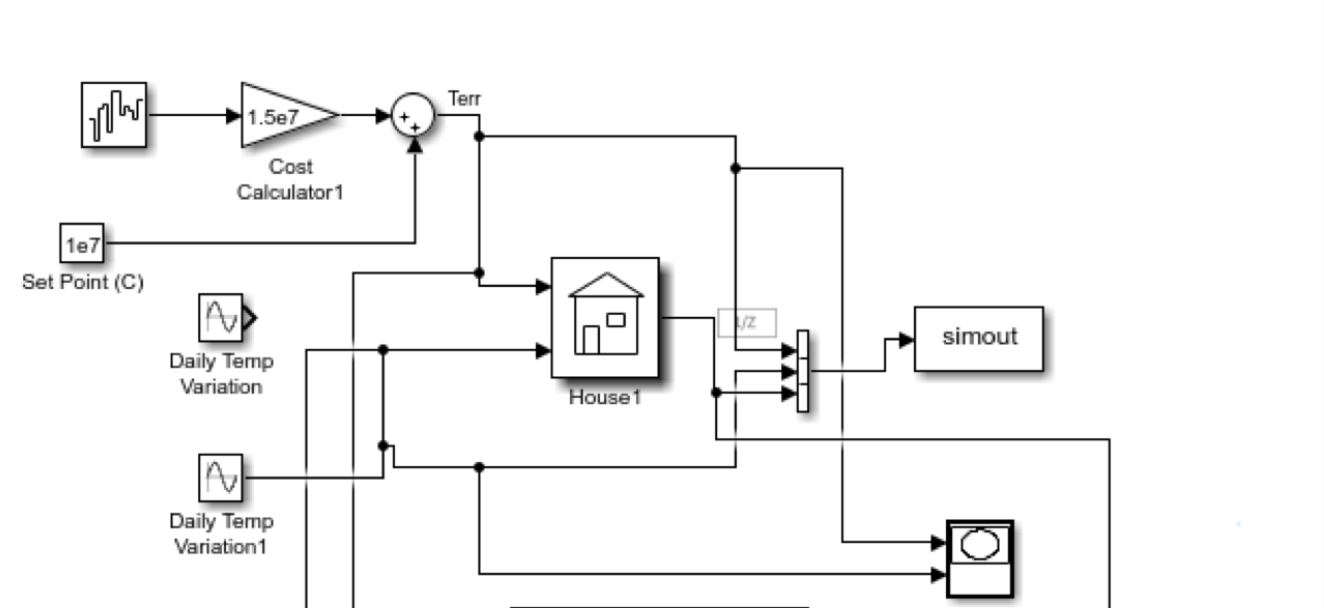 Terr
1.5e7
Cost
Calculator1
1e7
Set Point (C)
Daily Temp
Variation
House1
1/Z
simout
Daily Temp
Variation1